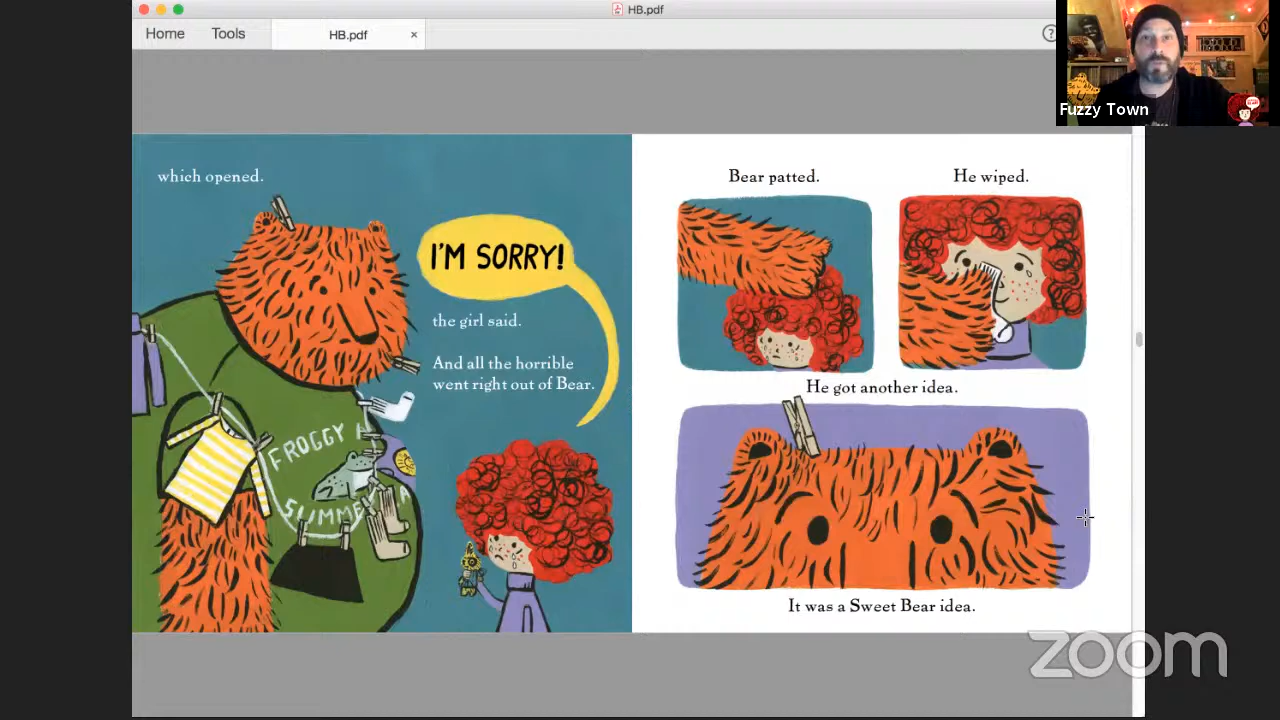 HB.pdf
Home
Tools
HB.pdf
×
?
Fuzzy Town
which opened.
I'M SORRY!
the girl said.
And all the horrible
went right out of Bear.
FROGGY
SUMME
Bear patted.
He wiped.
He got another idea.
It was a Sweet Bear idea.
zoom